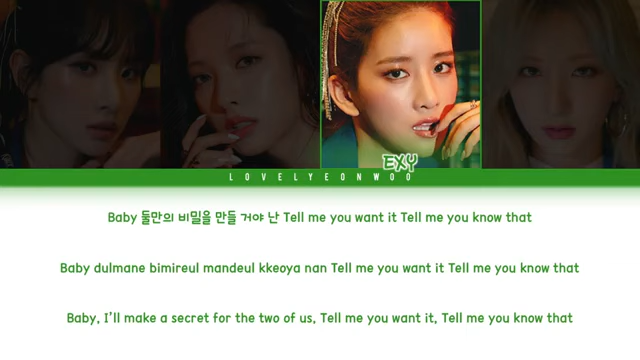 EXY
LOVELYEONWOO
Baby 둘만의 비밀을 만들 거야 난 Tell me you want it Tell me you know that
Baby dulmane bimireul mandeul kkeoya nan Tell me you want it Tell me you know that
Baby, I'll make a secret for the two of us, Tell me you want it, Tell me you know that